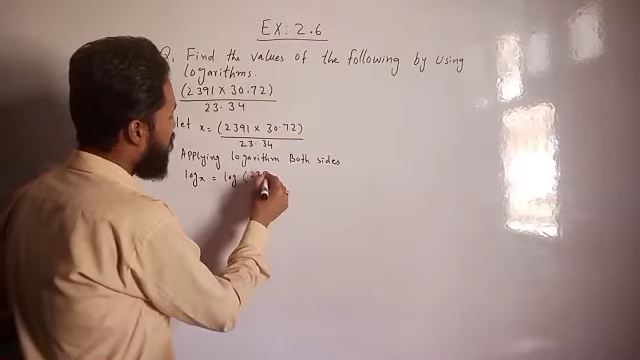 EX: 2.6
Q. Find the values of the following by using
logarithms.
(2391 x 30.72)
23.34
let x = (2391 x 30.72)
23.34
Applying logarithm Both sides
log x = log (23